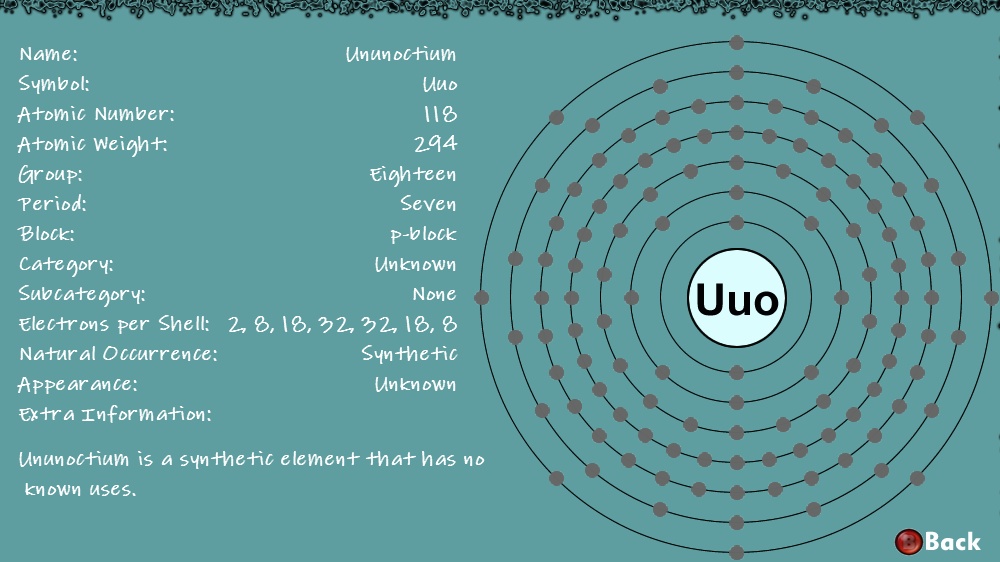 Name: Ununoctium
Symbol: Uuo
Atomic Number: 118
Atomic Weight: 294
Group: Eighteen
Period: Seven
Block: p-block
Category: Unknown
Subcategory: None
Electrons per Shell: 2, 8, 18, 32, 32, 18, 8
Natural Occurrence: Synthetic
Appearance: Unknown
Extra Information:
Ununoctium is a synthetic element that has no
known uses.
Uuo
B Back